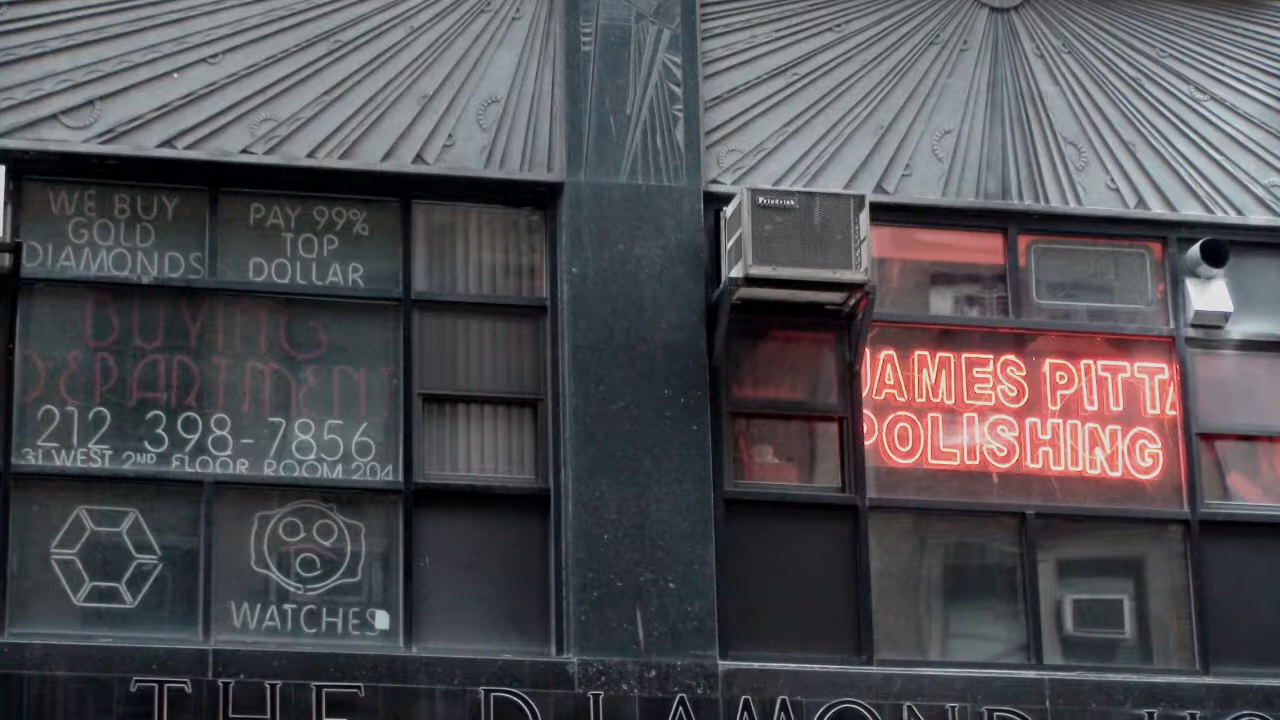 WE BUY
GOLD
DIAMONDS
PAY 99%
TOP
DOLLAR
BUYING
DEPARTMENT
212 398-7856
31 WEST 2ND FLOOR ROOM 204
WATCHES
Friedrich
JAMES PITTA
POLISHING
THE DIAMOND